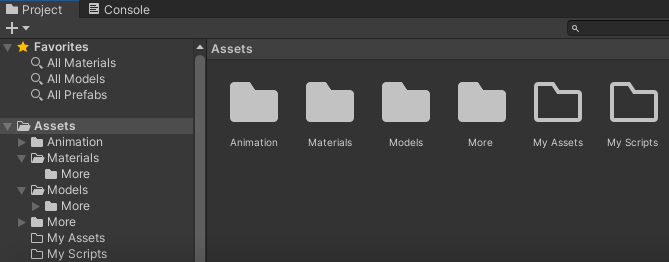 Project
Console
Favorites
All Materials
All Models
All Prefabs
Assets
Animation
Materials
More
Models
More
More
My Assets
My Scripts
Assets
Animation
Materials
Models
More
My Assets
My Scripts